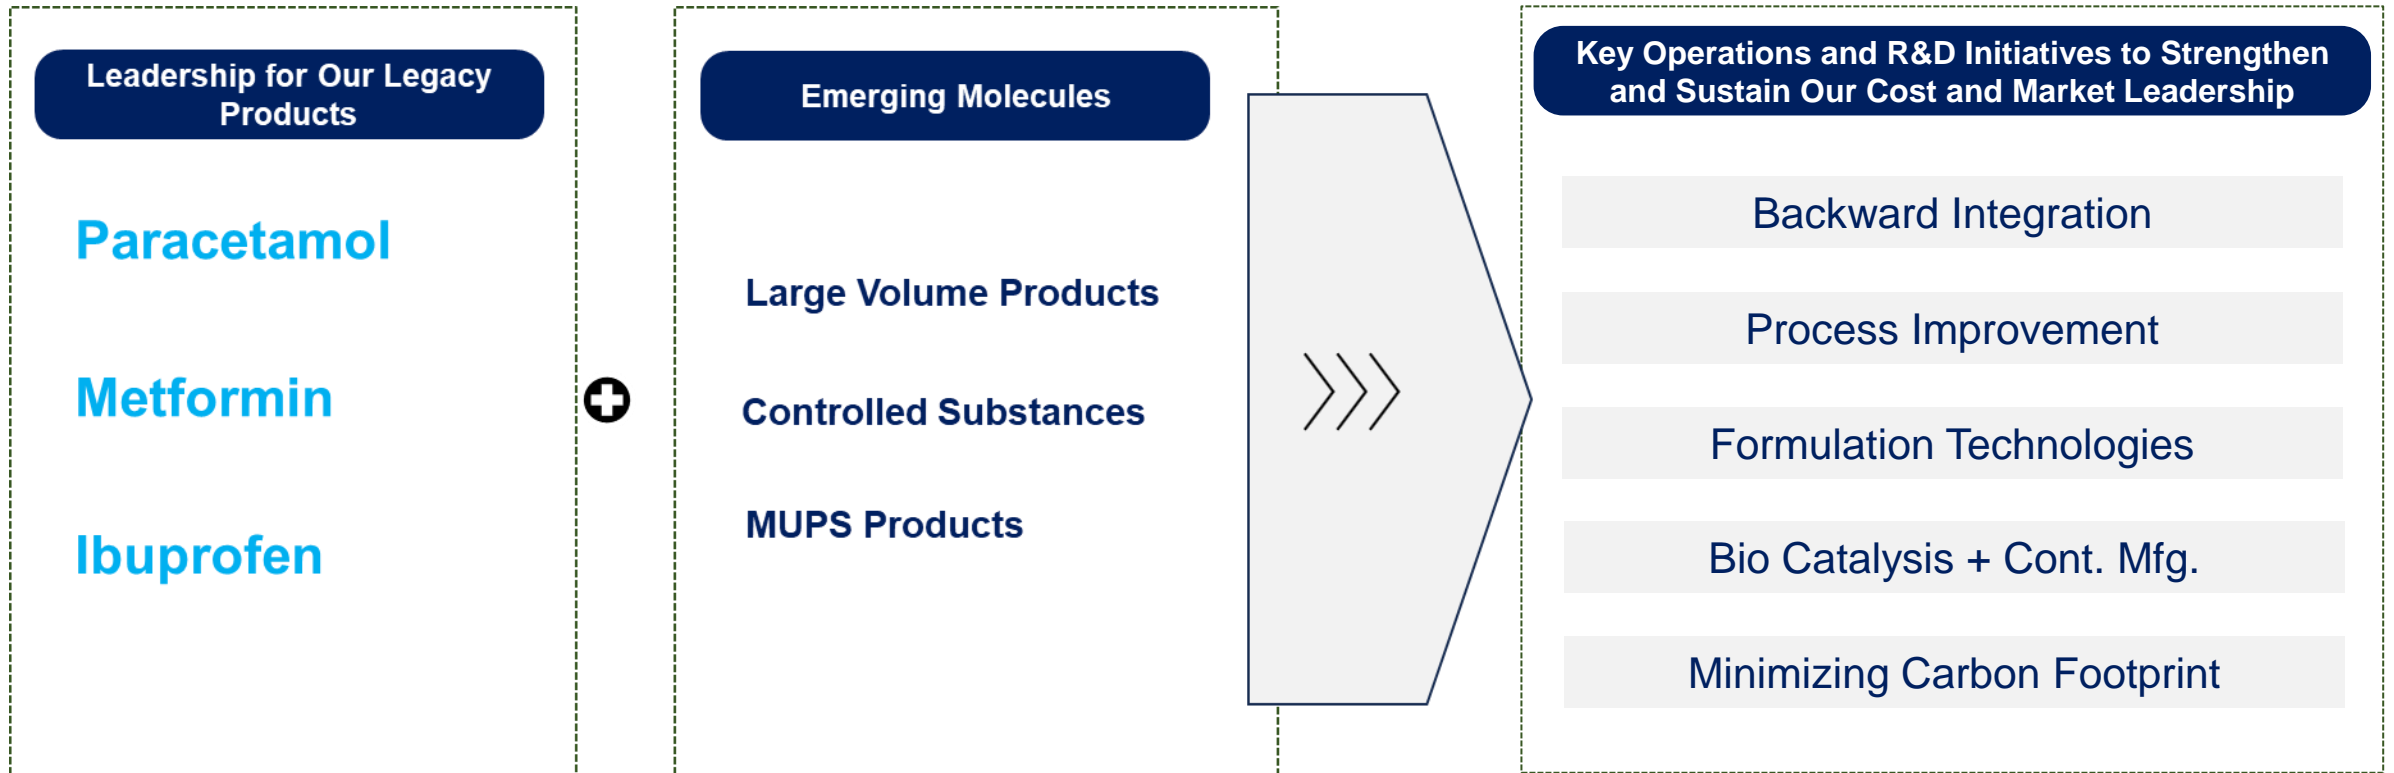 Leadership for Our Legacy
Products
Paracetamol
Metformin
Ibuprofen
Emerging Molecules
Large Volume Products
Controlled Substances
MUPS Products
Key Operations and R&D Initiatives to Strengthen
and Sustain Our Cost and Market Leadership
Backward Integration
Process Improvement
Formulation Technologies
Bio Catalysis + Cont. Mfg.
Minimizing Carbon Footprint